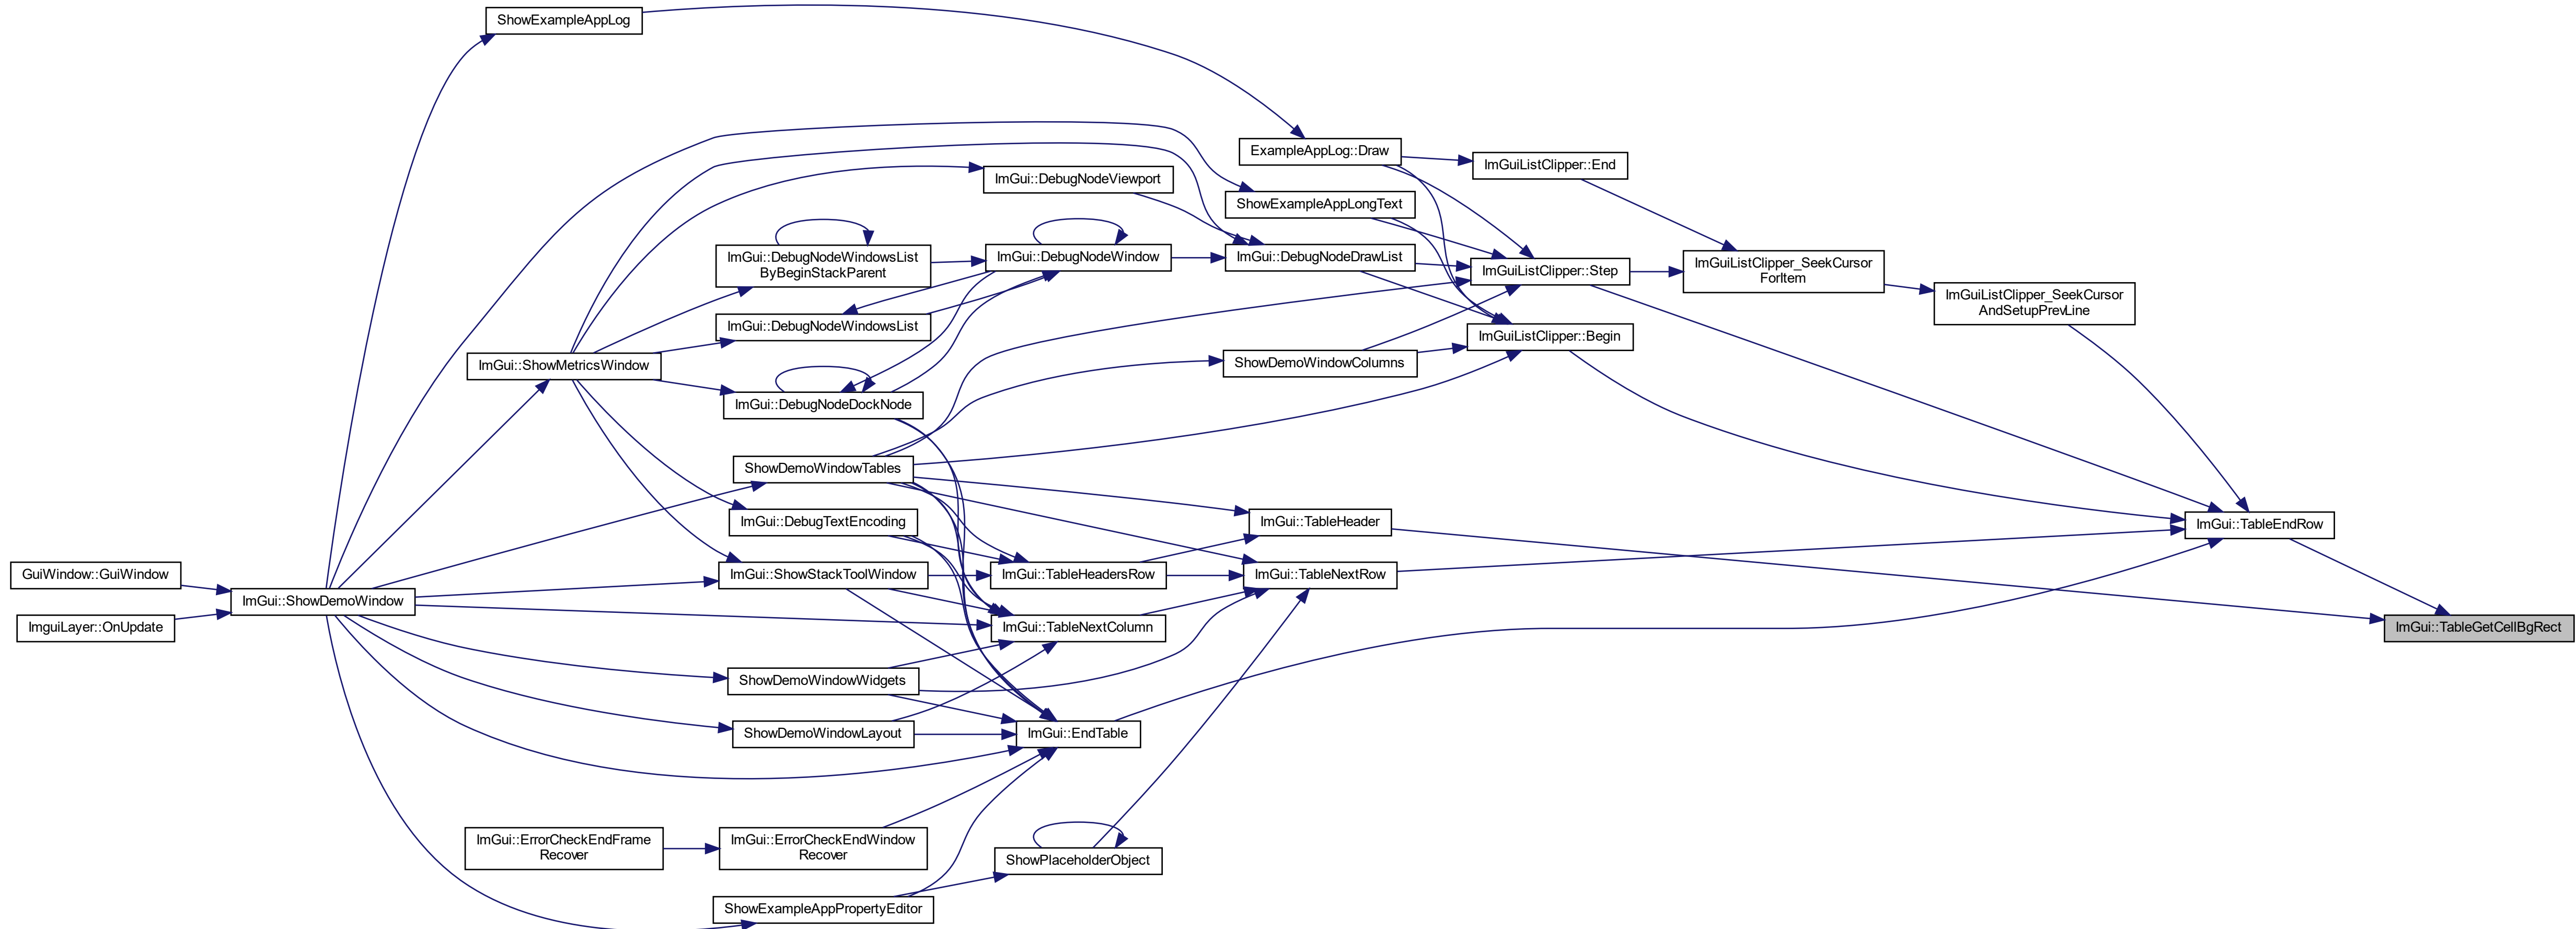 ShowExampleAppLog
ExampleAppLog::Draw
ImGuiListClipper::End
ImGui::DebugNodeViewport
ShowExampleAppLongText
ImGui::DebugNodeWindowsList
ByBeginStackParent
ImGui::DebugNodeWindow
ImGui::DebugNodeDrawList
ImGuiListClipper::Step
ImGuiListClipper_SeekCursor
ForItem
ImGuiListClipper_SeekCursor
AndSetupPrevLine
ImGui::DebugNodeWindowsList
ImGuiListClipper::Begin
ImGui::ShowMetricsWindow
ShowDemoWindowColumns
ImGui::DebugNodeDockNode
ShowDemoWindowTables
ImGui::DebugTextEncoding
ImGui::TableHeader
ImGui::TableEndRow
GuiWindow::GuiWindow
ImGui::ShowStackToolWindow
ImGui::TableHeadersRow
ImGui::TableNextRow
ImGui::ShowDemoWindow
ImguiLayer::OnUpdate
ImGui::TableNextColumn
ImGui::TableGetCellBgRect
ShowDemoWindowWidgets
ShowDemoWindowLayout
ImGui::EndTable
ImGui::ErrorCheckEndFrame
Recover
ImGui::ErrorCheckEndWindow
Recover
ShowPlaceholderObject
ShowExampleAppPropertyEditor